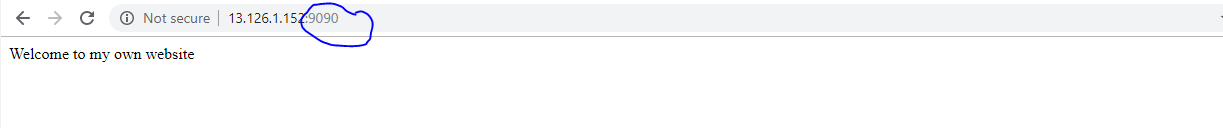 Not secure | 13.126.1.152:9090
Welcome to my own website